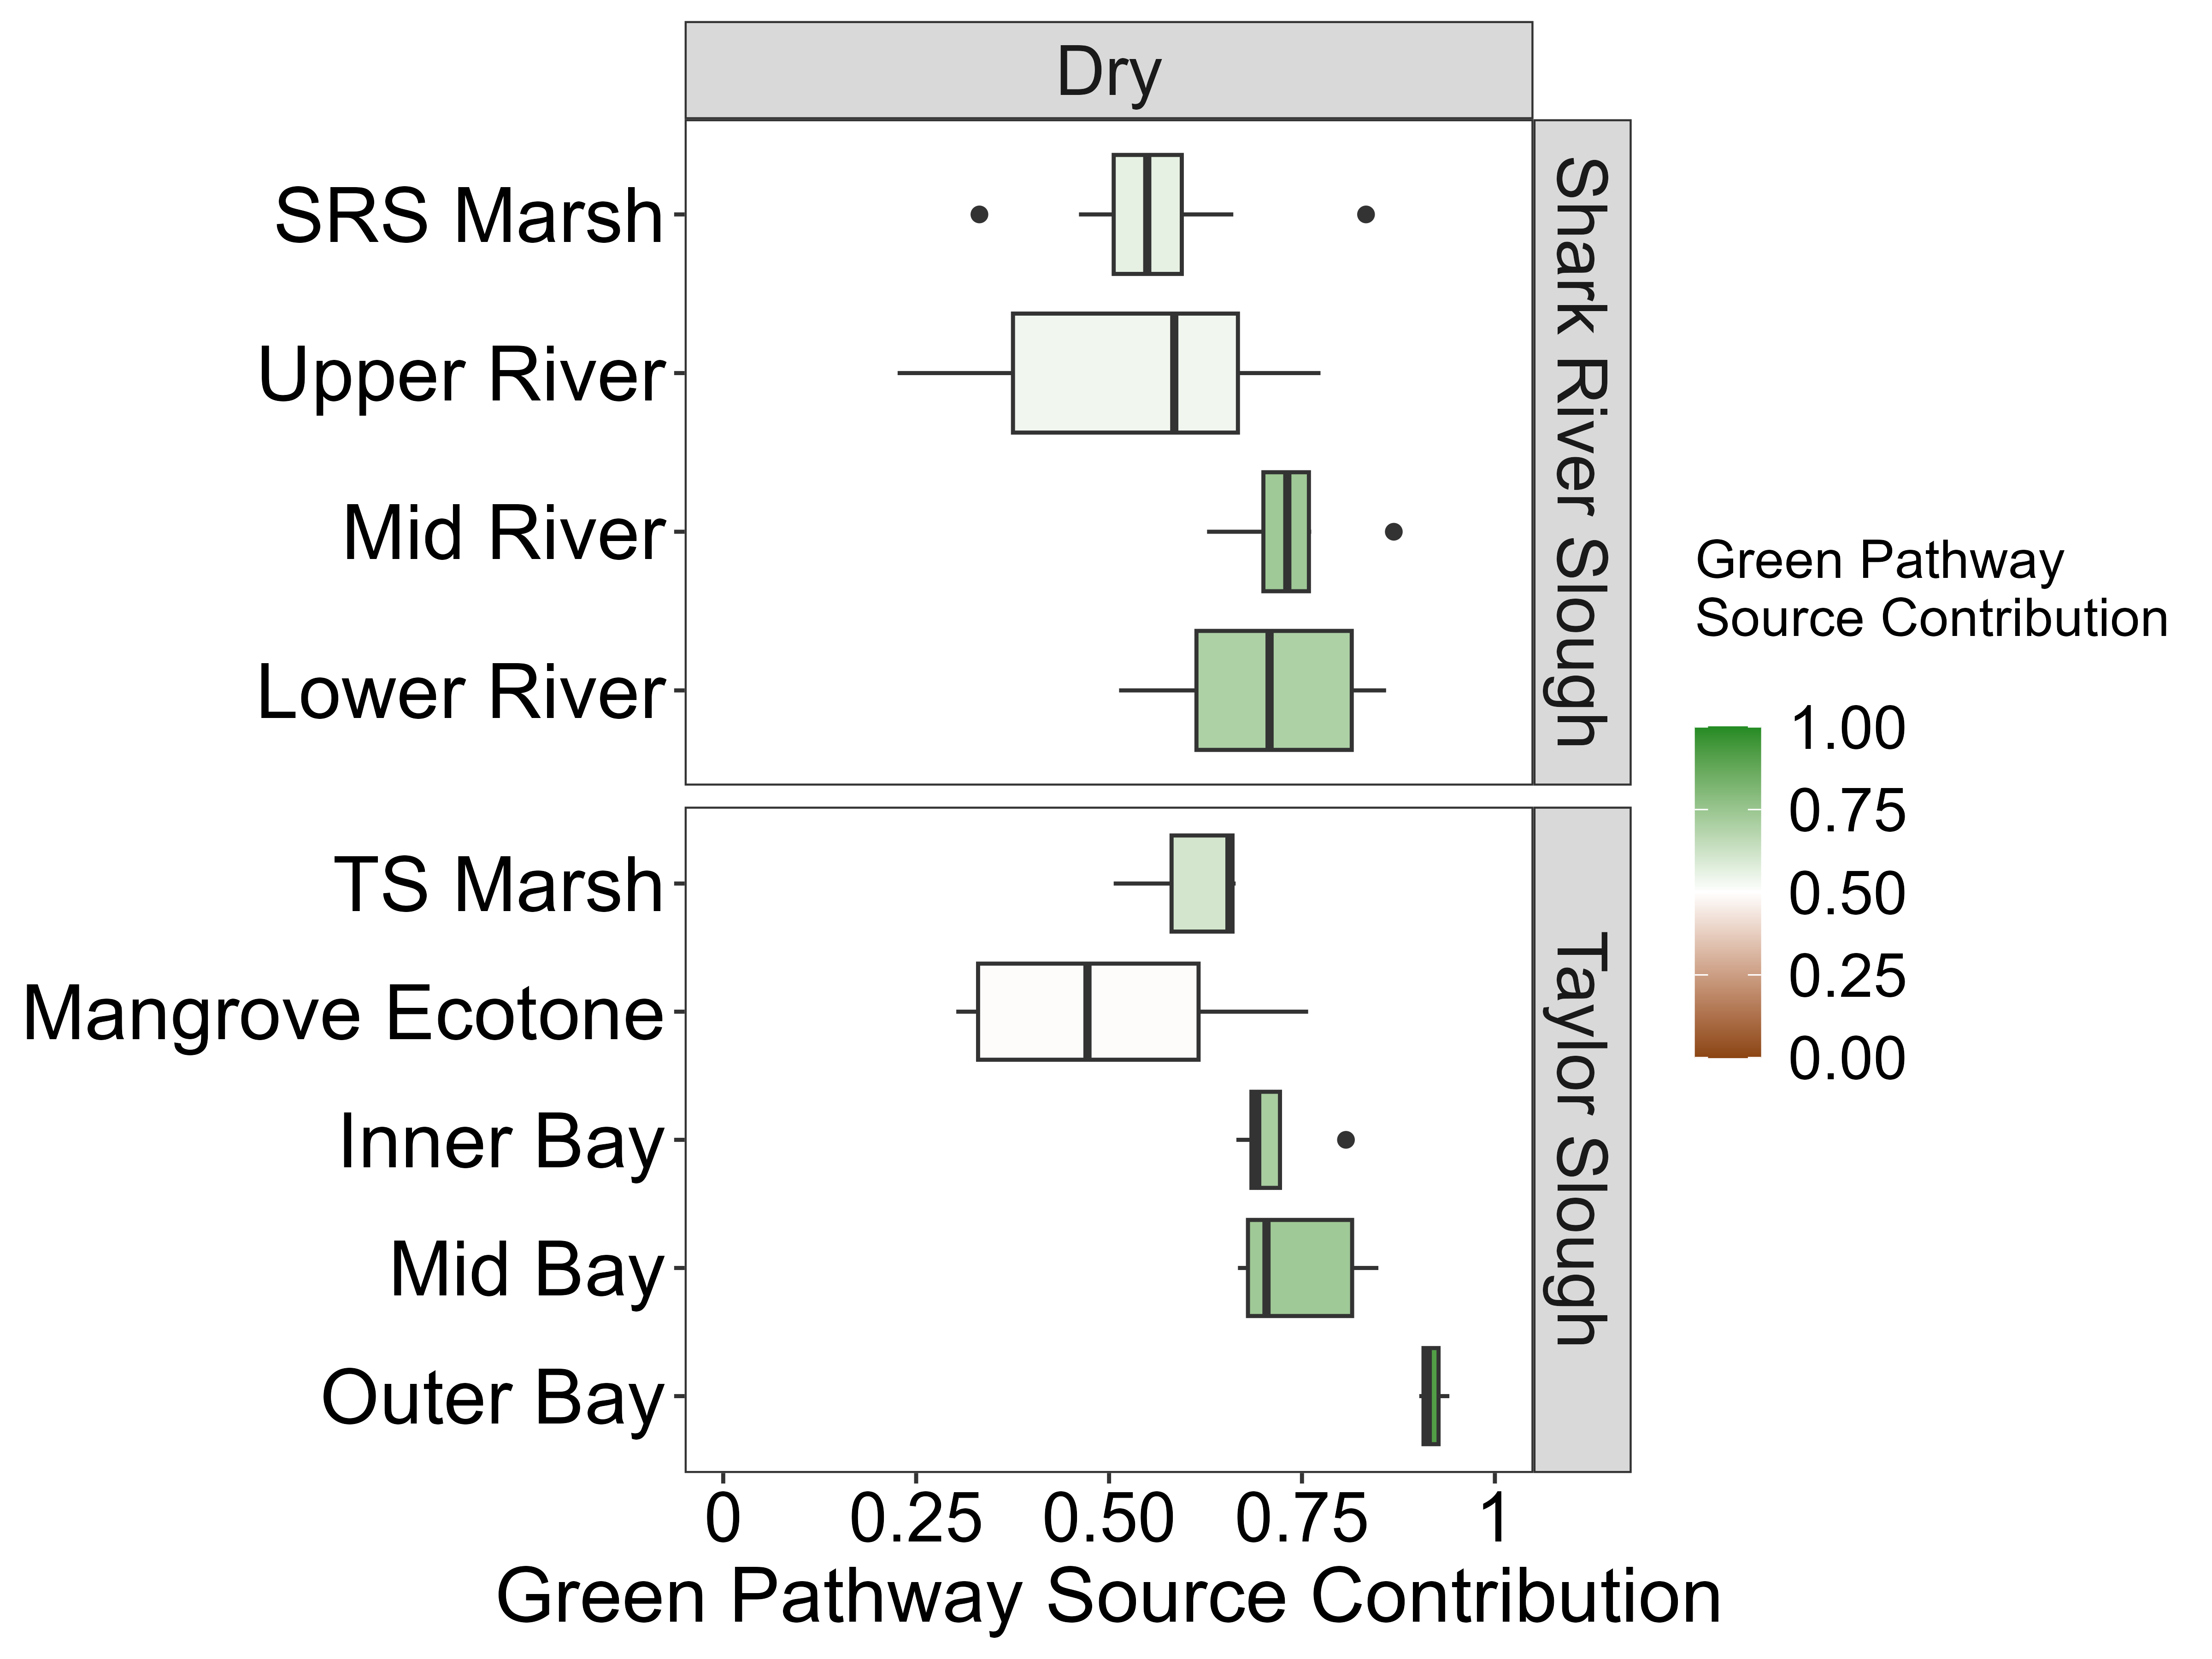 Dry
SRS Marsh
Upper River
Mid River
Lower River
Shark River Slough
TS Marsh
Mangrove Ecotone
Inner Bay
Mid Bay
Outer Bay
Taylor Slough
0 0.25 0.50 0.75 1
Green Pathway Source Contribution
Green Pathway
Source Contribution
1.00
0.75
0.50
0.25
0.00